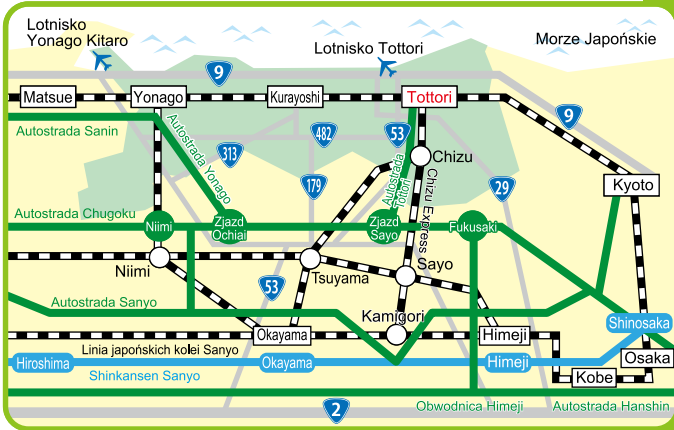 Lotnisko
Yonago Kitaro
Lotnisko Tottori
Morze Japońskie
9
Matsue
Yonago
Kurayoshi
Tottori
Autostrada Sanin
Autostrada Yonago
313
482
53
179
Autostrada
Tottori
Chizu
Chizu Express
29
9
Kyoto
Autostrada Chugoku
Niimi
Zjazd
Ochiai
Zjazd
Sayo
Fukusaki
Niimi
Tsuyama
Sayo
53
Autostrada Sanyo
Kamigori
Okayama
Himeji
Shinosaka
Linia japońskich kolei Sanyo
Hiroshima
Okayama
Himeji
Osaka
Shinkansen Sanyo
Kobe
2
Obwodnica Himeji
Autostrada Hanshin